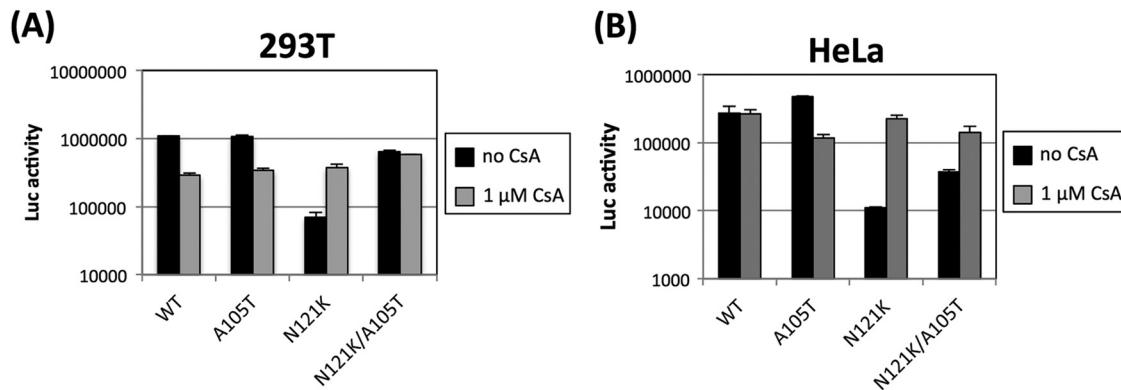 (A)
293T
10000000
1000000
100000
10000
Luc activity
WT
A105T
N121K
N121K/A105T
no CsA
1 μM CsA
(B)
HeLa
1000000
100000
10000
1000
Luc activity
WT
A105T
N121K
N121K/A105T
no CsA
1 μM CsA